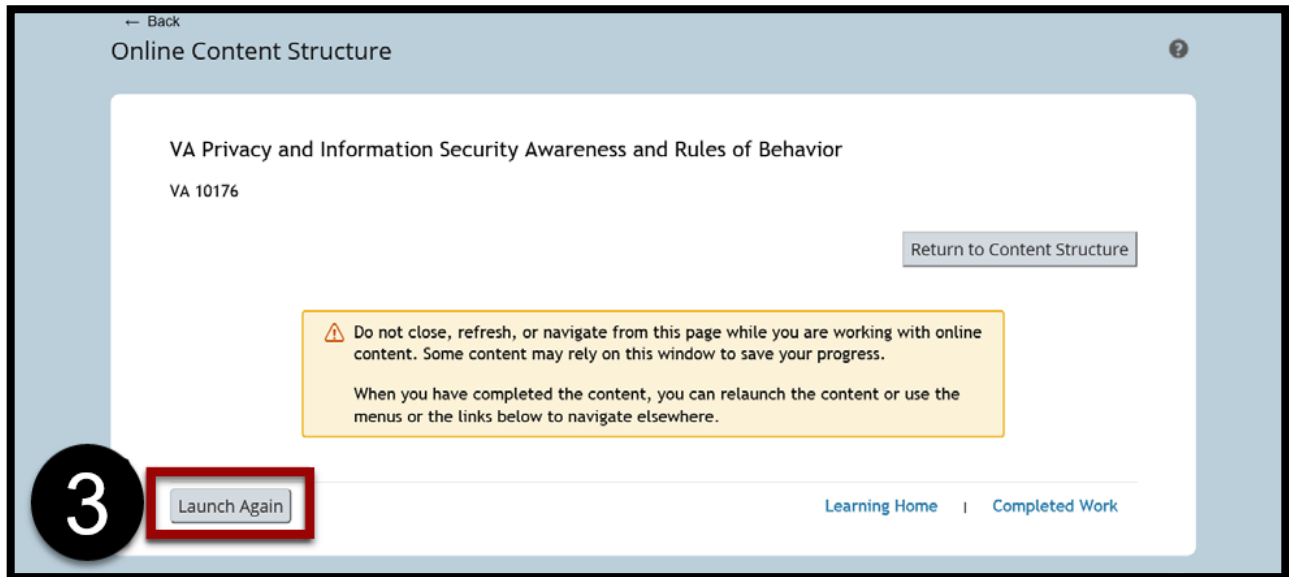 ← Back
Online Content Structure
?
VA Privacy and Information Security Awareness and Rules of Behavior
VA 10176
Return to Content Structure
Do not close, refresh, or navigate from this page while you are working with online
content. Some content may rely on this window to save your progress.
When you have completed the content, you can relaunch the content or use the
menus or the links below to navigate elsewhere.
3
Launch Again
Learning Home | Completed Work